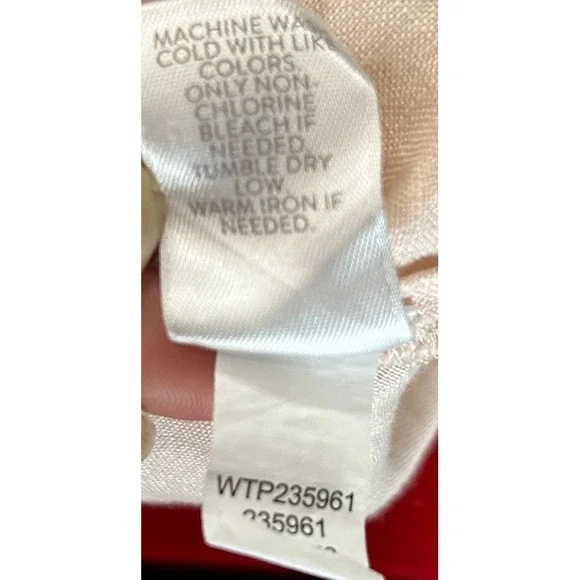 MACHINE WAS
COLD WITH LIKE
COLORS.
ONLY NON-
CHLORINE
BLEACH IF
NEEDED.
TUMBLE DRY
LOW.
WARM IRON IF
NEEDED.
WTP235961
235961